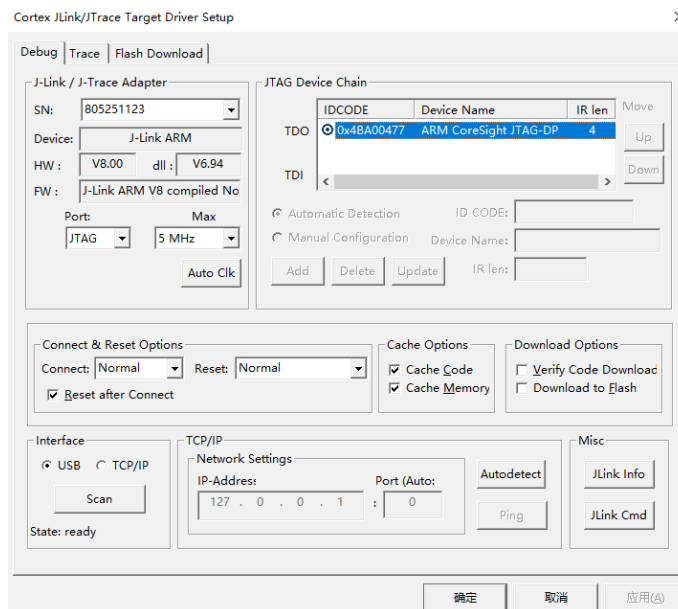 Cortex JLink/JTrace Target Driver Setup
Debug Trace Flash Download
J-Link / J-Trace Adapter
SN: 805251123
Device: J-Link ARM
HW : V8.00 dll : V6.94
FW : J-Link ARM V8 compiled No
Port: Max
JTAG 5 MHz
Auto Clk
JTAG Device Chain
IDCODE Device Name IR len
TDO 0x4BA00477 ARM CoreSight JTAG-DP 4
TDI
Move
Up
Down
Automatic Detection ID CODE:
Manual Configuration Device Name:
Add Delete Update IR len:
Connect & Reset Options
Connect: Normal Reset: Normal
Reset after Connect
Cache Options
Cache Code
Cache Memory
Download Options
Verify Code Download
Download to Flash
Interface
USB TCP/IP
Scan
State: ready
TCP/IP
Network Settings
IP-Address: Port (Auto:
127 . 0 . 0 . 1 : 0
Autodetect
Ping
Misc
JLink Info
JLink Cmd
确定 取消 应用(A)